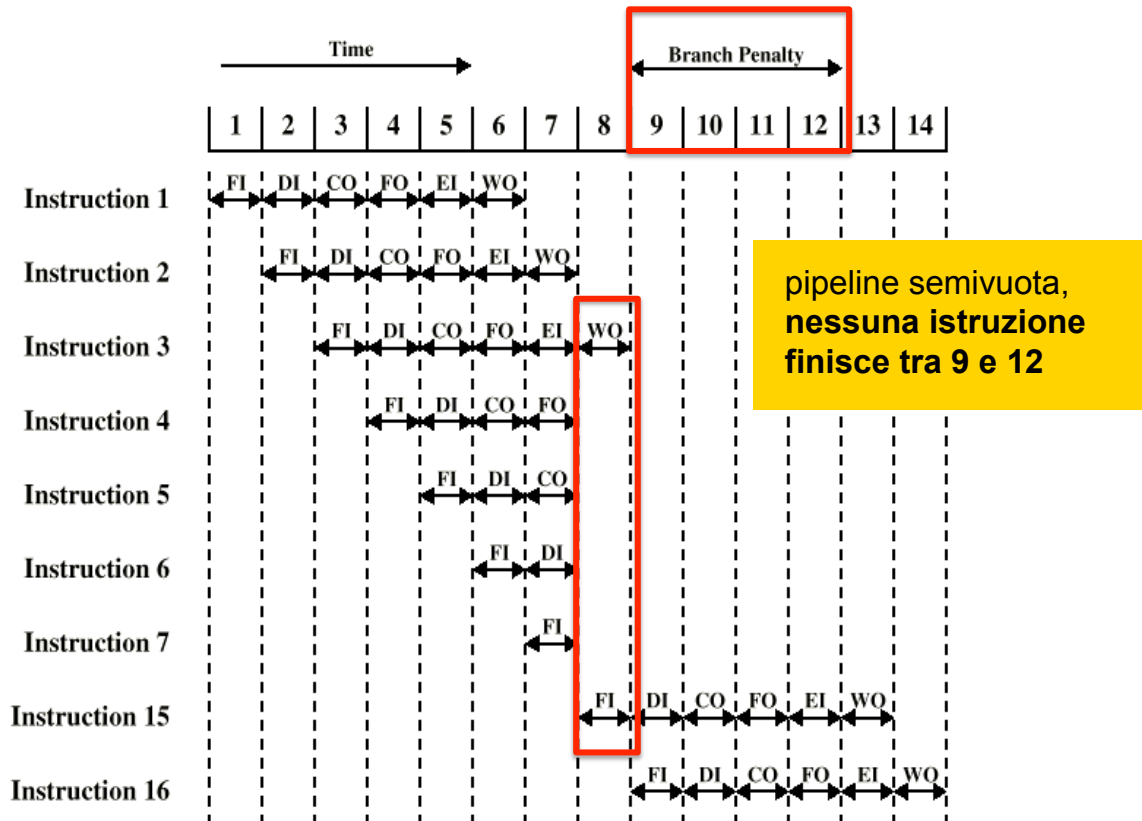 Time Branch Penalty
1 2 3 4 5 6 7 8 9 10 11 12 13 14
Instruction 1 FI DI CO FO EI WO
Instruction 2 FI DI CO FO EI WO
pipeline semivuota,
nessuna istruzione
finisce tra 9 e 12
Instruction 3 FI DI CO FO EI WO
Instruction 4 FI DI CO FO
Instruction 5 FI DI CO
Instruction 6 FI DI
Instruction 7 FI
Instruction 15 FI DI CO FO EI WO
Instruction 16 FI DI CO FO EI WO